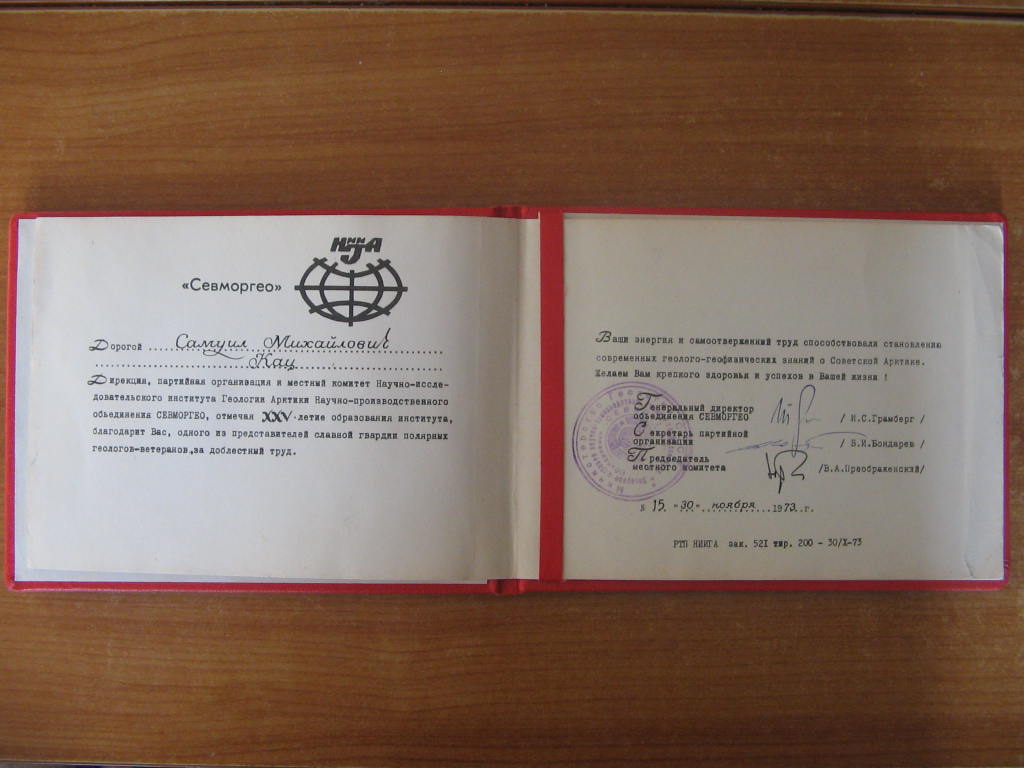 НИИГА
«Севморгео»
Дорогой Самуил Михайлович
Кац
Дирекция, партийная организация и местный комитет Научно-иссле-
довательского института Геологии Арктики Научно-производственного
объединения СЕВМОРГЕО, отмечая XXV-летие образования института,
благодарит Вас, одного из представителей славной гвардии полярных
геологов-ветеранов, за доблестный труд.
Ваши энергия и самоотверженный труд способствовали становлению
современных геолого-геофизических знаний о Советской Арктике.
Желаем Вам крепкого здоровья и успехов в Вашей жизни !
Генеральный директор
объединения СЕВМОРГЕО / И.С.Грамберг /
Секретарь партийной
организации / В.И.Бондарев /
Председатель
местного комитета /В.А.Преображенский/
№ 15. "30" ноября 1973 г.
РТП НИИГА зак. 521 тир. 200 - 30/X-73